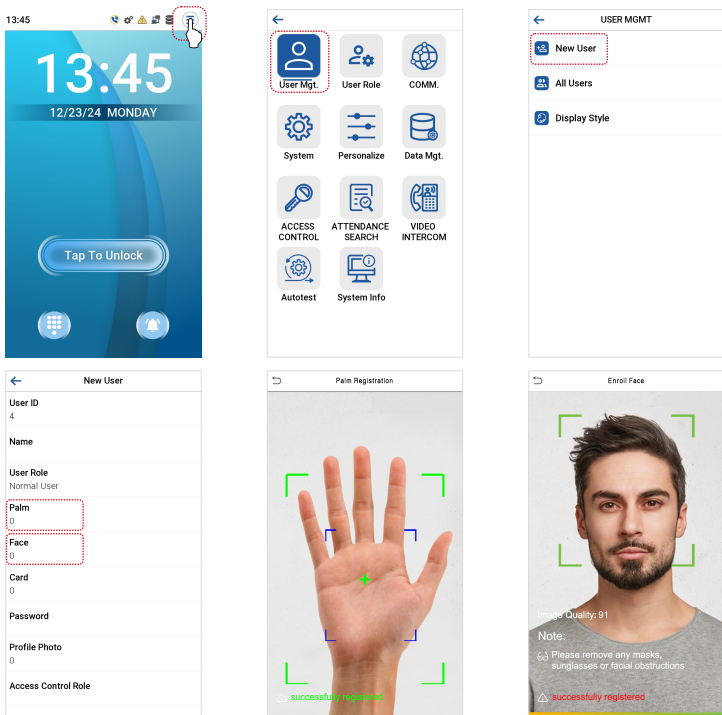 13:45
13:45
12/23/24 MONDAY
Tap To Unlock
User Mgt.
User Role
COMM.
System
Personalize
Data Mgt.
ACCESS
CONTROL
ATTENDANCE
SEARCH
VIDEO
INTERCOM
Autotest
System Info
USER MGMT
New User
All Users
Display Style
New User
User ID
4
Name
User Role
Normal User
Palm
0
Face
0
Card
0
Password
Profile Photo
0
Access Control Role
Palm Registration
successfully registered
Enroll Face
Image Quality: 91
Note:
Please remove any masks,
sunglasses or facial obstructions
successfully registered